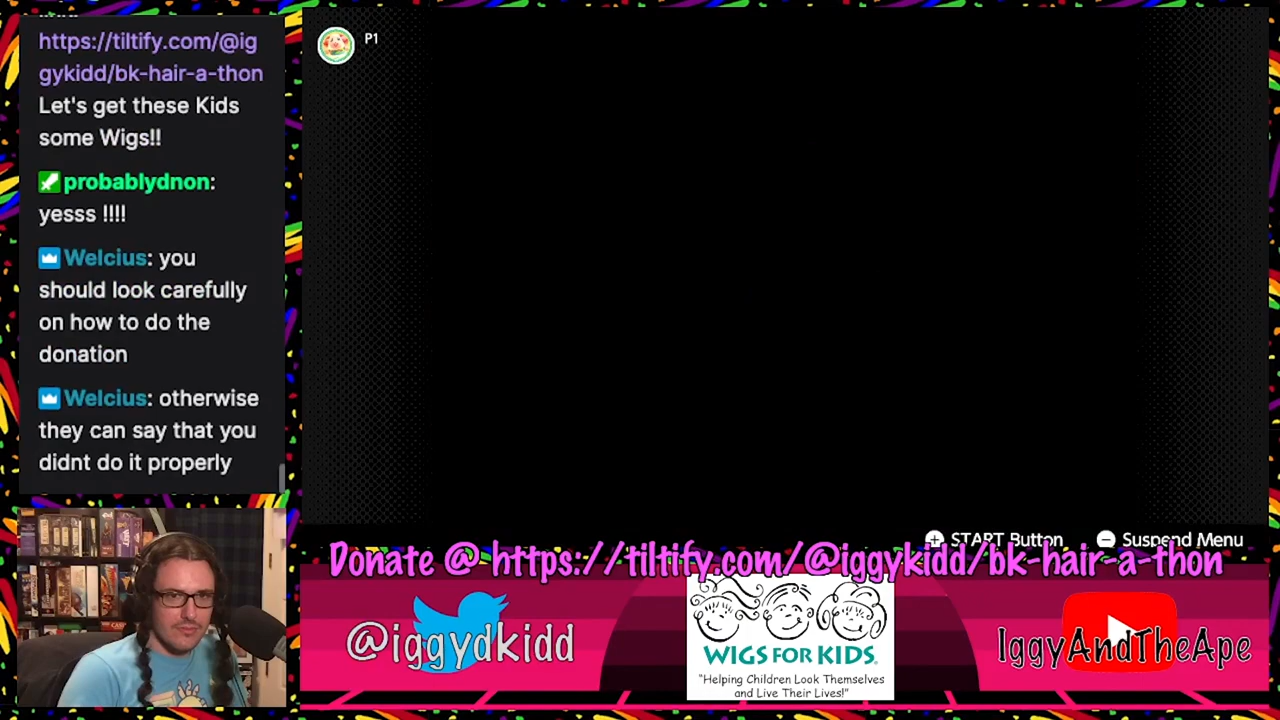 https://tiltify.com/@ig
gykidd/bk-hair-a-thon
Let's get these Kids
some Wigs!!
probablydnon:
yesss !!!!
Welcius: you
should look carefully
on how to do the
donation
Welcius: otherwise
they can say that you
didnt do it properly
P1
START Button
Suspend Menu
Donate @ https://tiltify.com/@iggykidd/bk-hair-a-thon
@iggydkidd
WIGS FOR KIDS.
"Helping Children Look Themselves
and Live Their Lives!"
IggyAndTheApe